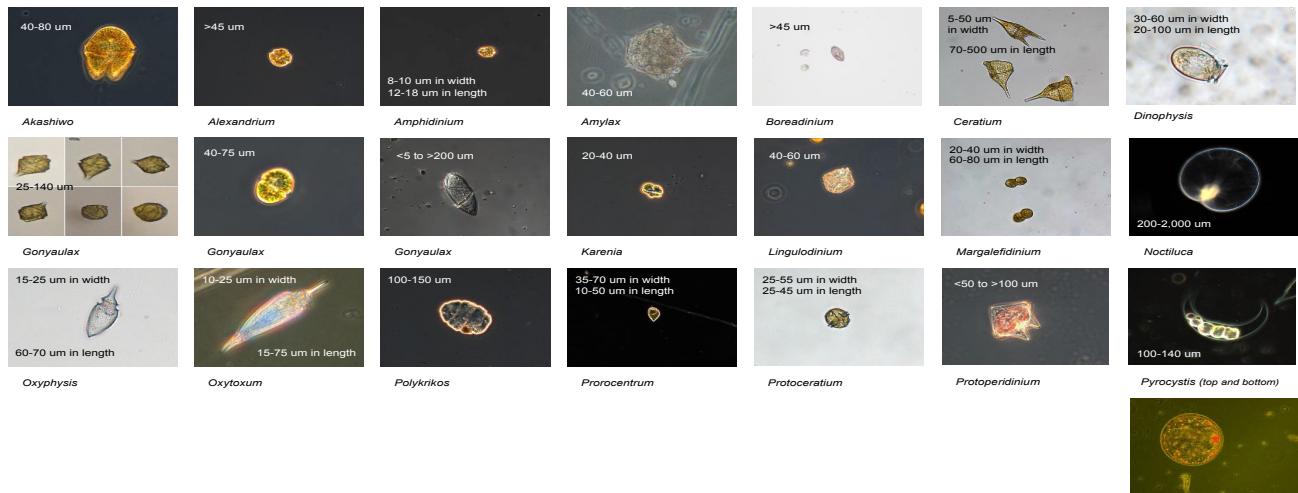 40-80 um
>45 um
8-10 um in width
12-18 um in length
40-60 um
>45 um
5-50 um
in width
70-500 um in length
30-60 um in width
20-100 um in length
Akashiwo
Alexandrium
Amphidinium
Amylax
Boreadinium
Ceratium
Dinophysis
25-140 um
40-75 um
<5 to >200 um
20-40 um
40-60 um
20-40 um in width
60-80 um in length
200-2,000 um
Gonyaulax
Gonyaulax
Gonyaulax
Karenia
Lingulodinium
Margalefidinium
Noctiluca
15-25 um in width
60-70 um in length
10-25 um in width
15-75 um in length
100-150 um
35-70 um in width
10-50 um in length
25-55 um in width
25-45 um in length
<50 to >100 um
100-140 um
Oxyphysis
Oxytoxum
Polykrikos
Prorocentrum
Protoceratium
Protoperidinium
Pyrocystis (top and bottom)